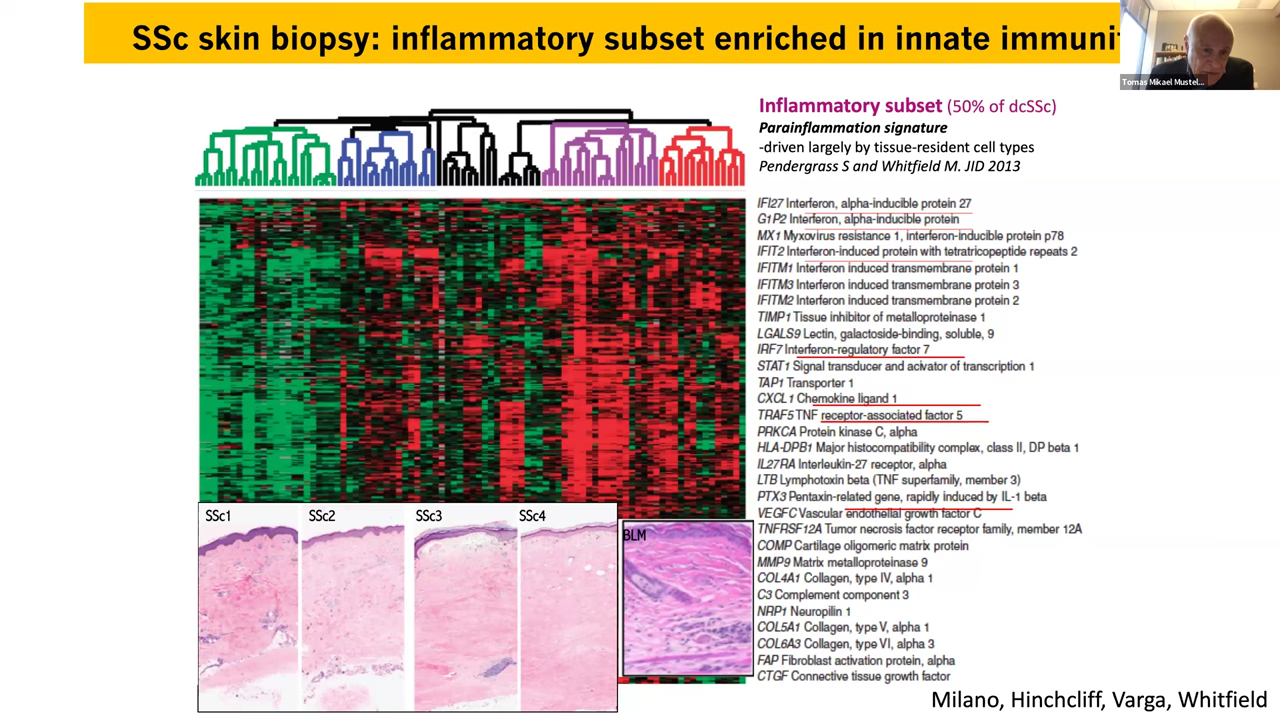 SSc skin biopsy: inflammatory subset enriched in innate immuni
Tomas Mikael Mustel...
Inflammatory subset (50% of dcSSc)
Parainflammation signature
-driven largely by tissue-resident cell types
Pendergrass S and Whitfield M. JID 2013
IFI27 Interferon, alpha-inducible protein 27
G1P2 Interferon, alpha-inducible protein
MX1 Myxovirus resistance 1, interferon-inducible protein p78
IFIT2 Interferon-induced protein with tetratricopeptide repeats 2
IFITM1 Interferon induced transmembrane protein 1
IFITM3 Interferon induced transmembrane protein 3
IFITM2 Interferon induced transmembrane protein 2
TIMP1 Tissue inhibitor of metalloproteinase 1
LGALS9 Lectin, galactoside-binding, soluble, 9
IRF7 Interferon-regulatory factor 7
STAT1 Signal transducer and acivator of transcription 1
TAP1 Transporter 1
CXCL1 Chemokine ligand 1
TRAF5 TNF receptor-associated factor 5
PRKCA Protein kinase C, alpha
HLA-DPB1 Major histocompatibility complex, class II, DP beta 1
IL27RA Interleukin-27 receptor, alpha
LTB Lymphotoxin beta (TNF superfamily, member 3)
PTX3 Pentaxin-related gene, rapidly induced by IL-1 beta
VEGFC Vascular endothelial growth factor C
TNFRSF12A Tumor necrosis factor receptor family, member 12A
COMP Cartilage oligomeric matrix protein
MMP9 Matrix metalloproteinase 9
COL4A1 Collagen, type IV, alpha 1
C3 Complement component 3
NRP1 Neuropilin 1
COL5A1 Collagen, type V, alpha 1
COL6A3 Collagen, type VI, alpha 3
FAP Fibroblast activation protein, alpha
CTGF Connective tissue growth factor
SSc1
SSc2
SSc3
SSc4
BLM
Milano, Hinchcliff, Varga, Whitfield